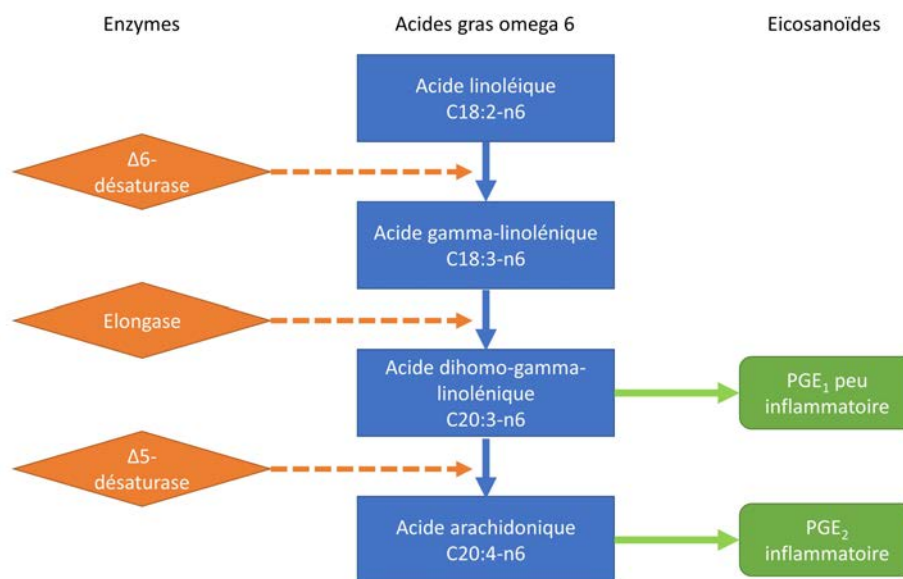 Enzymes
Acides gras omega 6
Eicosanoïdes
Acide linoléique
C18:2-n6
Δ6-
désaturase
Acide gamma-linolénique
C18:3-n6
Elongase
Acide dihomo-gamma-
linolénique
C20:3-n6
PGE₁ peu
inflammatoire
Δ5-
désaturase
Acide arachidonique
C20:4-n6
PGE₂
inflammatoire